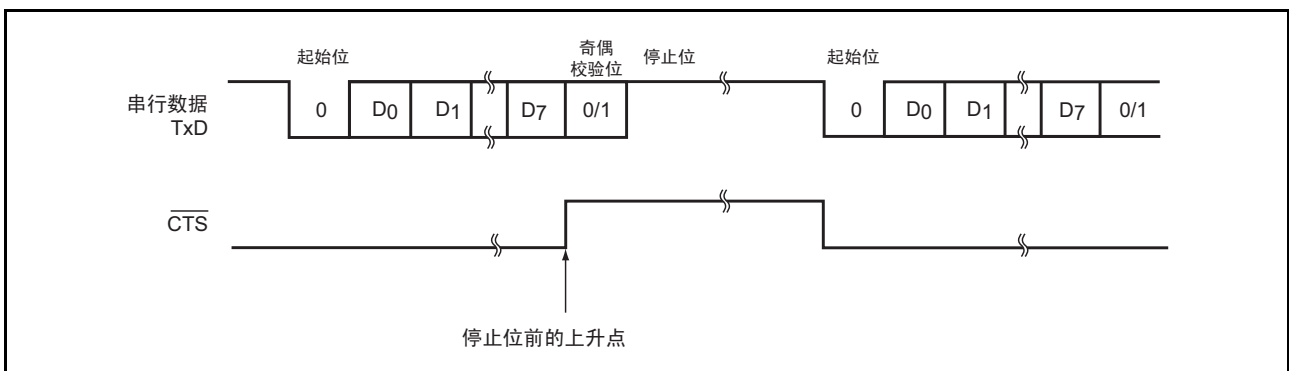 起始位 奇偶 校验位 停止位 起始位
串行数据 TxD
0 D0 D1 D7 0/1 0 D0 D1 D7 0/1
CTS
停止位前的上升点